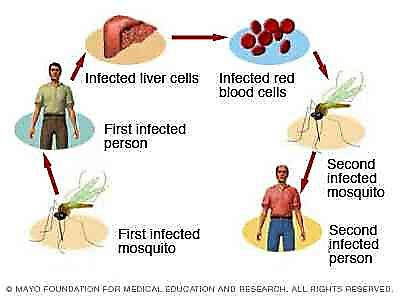 Infected liver cells
Infected red
blood cells
First infected
person
Second
infected
mosquito
First infected
mosquito
Second
infected
person
© MAYO FOUNDATION FOR MEDICAL EDUCATION AND RESEARCH. ALL RIGHTS RESERVED.